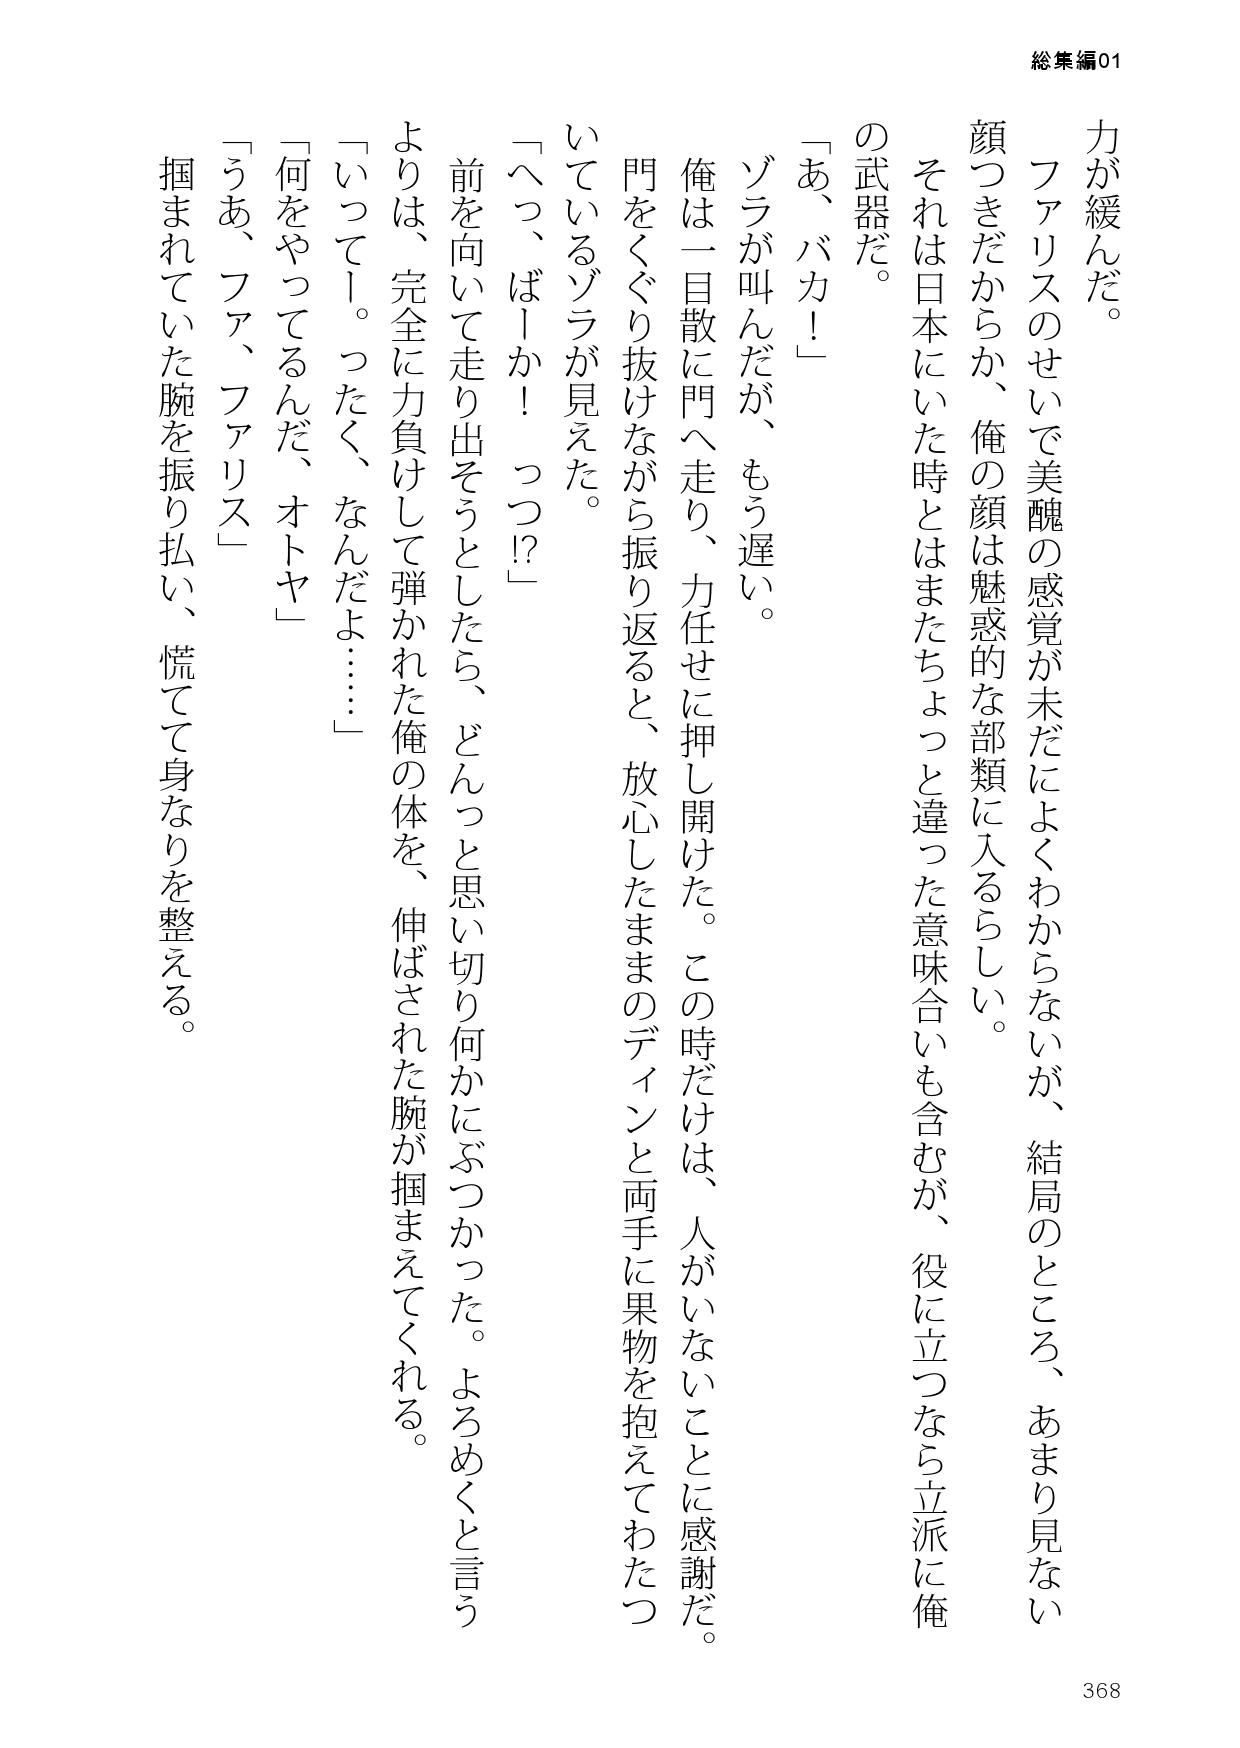 総集編01
力が緩んだ。
　ファリスのせいで美醜の感覚が未だによくわからないが、結局のところ、あまり見ない
顔つきだからか、俺の顔は魅惑的な部類に入るらしい。
　それは日本にいた時とはまたちょっと違った意味合いも含むが、役に立つなら立派に俺
の武器だ。
「あ、バカ！」
　ゾラが叫んだが、もう遅い。
　俺は一目散に門へ走り、力任せに押し開けた。この時だけは、人がいないことに感謝だ。
　門をくぐり抜けながら振り返ると、放心したままのディンと両手に果物を抱えてわたつ
いているゾラが見えた。
「へっ、ばーか！　っつ!?」
　前を向いて走り出そうとしたら、どんっと思い切り何かにぶつかった。よろめくと言う
よりは、完全に力負けして弾かれた俺の体を、伸ばされた腕が掴まえてくれる。
「いってー。ったく、なんだよ……」
「何をやってるんだ、オトヤ」
「うあ、ファ、ファリス」
　掴まれていた腕を振り払い、慌てて身なりを整える。
368